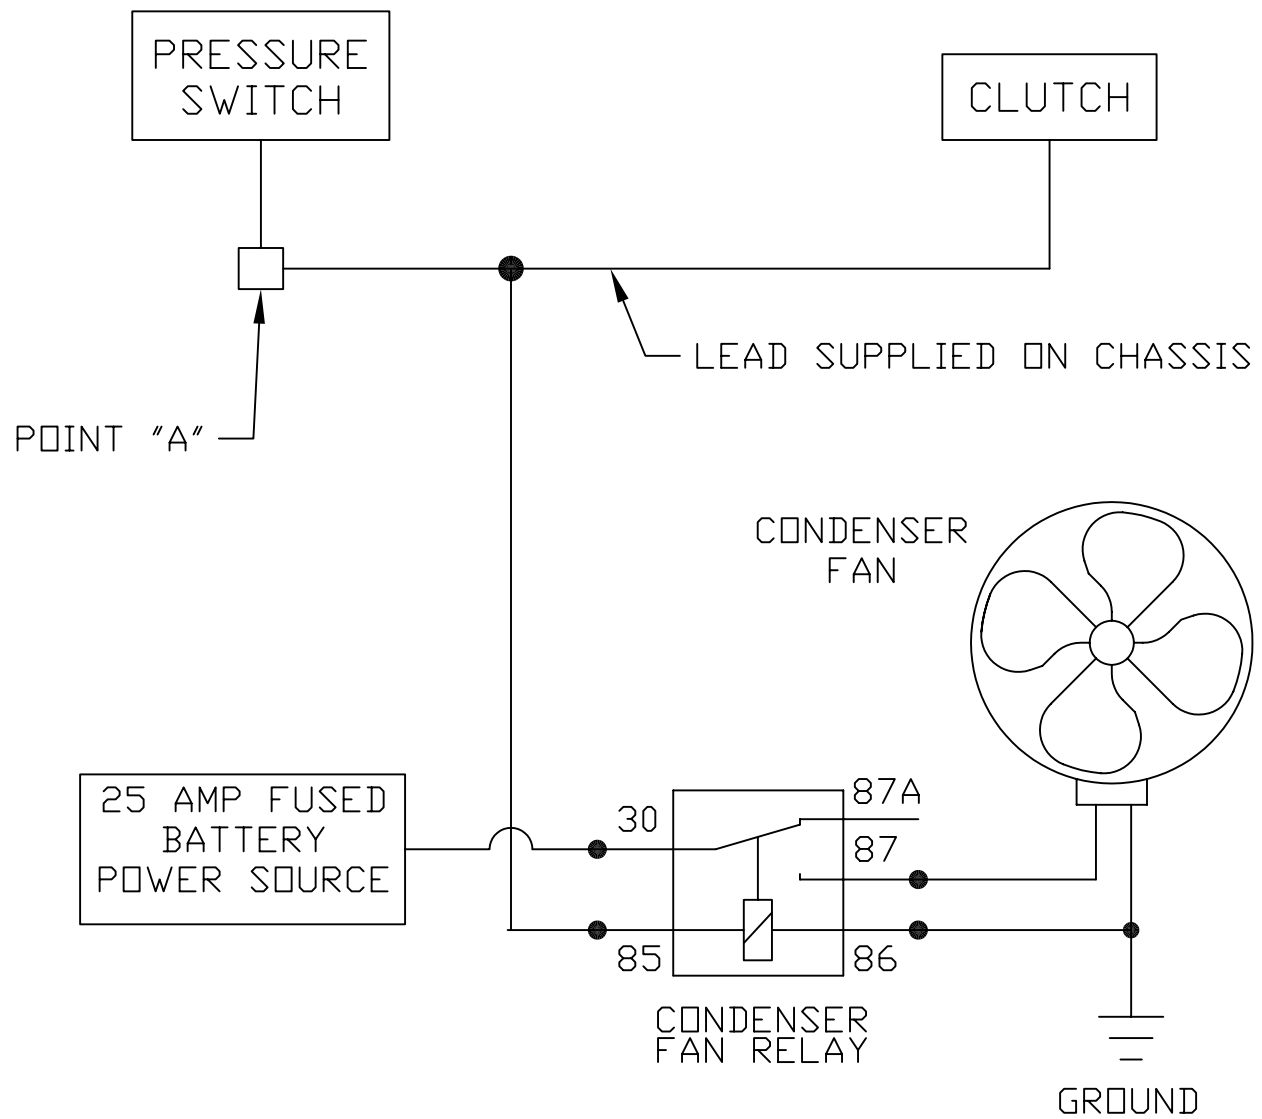 PRESSURE
SWITCH
CLUTCH
LEAD SUPPLIED ON CHASSIS
POINT "A"
CONDENSER
FAN
25 AMP FUSED
BATTERY
POWER SOURCE
30
87A
87
85
86
CONDENSER
FAN RELAY
GROUND